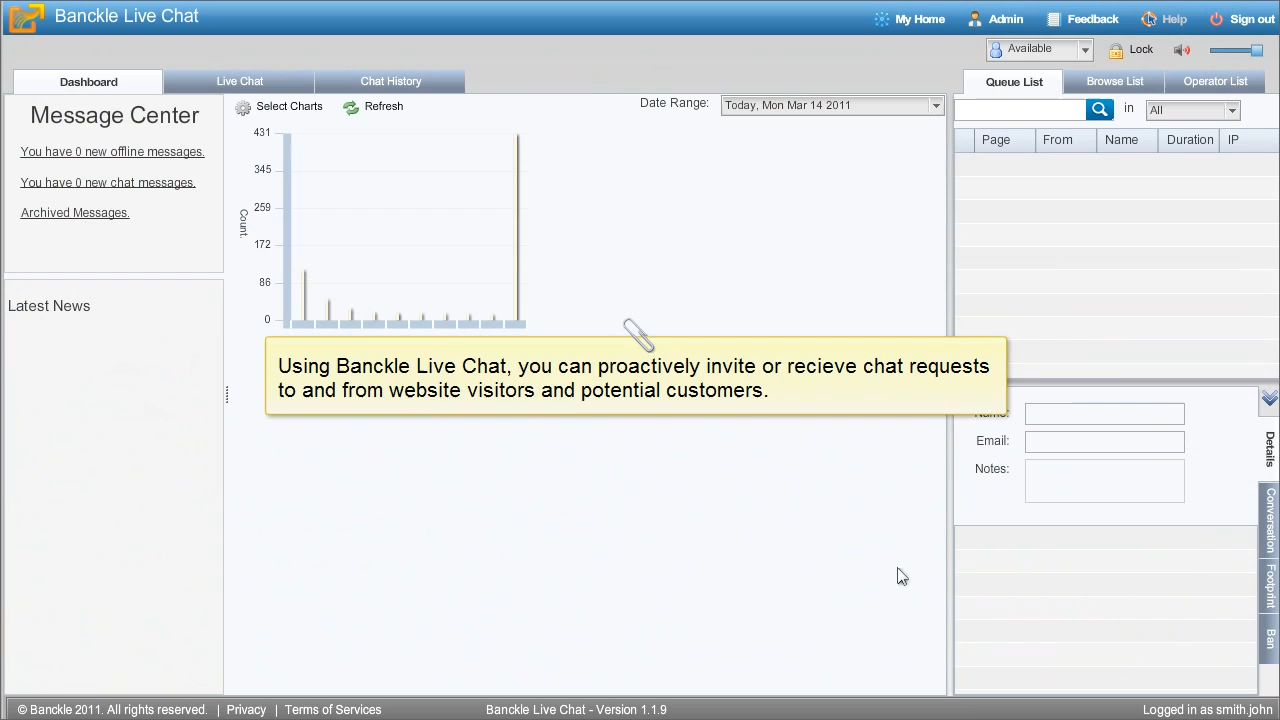 Banckle Live Chat
My Home
Admin
Feedback
Help
Sign out
Available
Lock
Dashboard
Live Chat
Chat History
Queue List
Browse List
Operator List
Message Center
You have 0 new offline messages.
You have 0 new chat messages.
Archived Messages.
Latest News
Select Charts
Refresh
Date Range:
Today, Mon Mar 14 2011
431
345
259
172
86
0
Count
in
All
Page
From
Name
Duration
IP
Using Banckle Live Chat, you can proactively invite or recieve chat requests
to and from website visitors and potential customers.
Name:
Email:
Notes:
Details
Conversation
Footprint
Ban
© Banckle 2011. All rights reserved. | Privacy | Terms of Services
Banckle Live Chat - Version 1.1.9
Logged in as smith.john